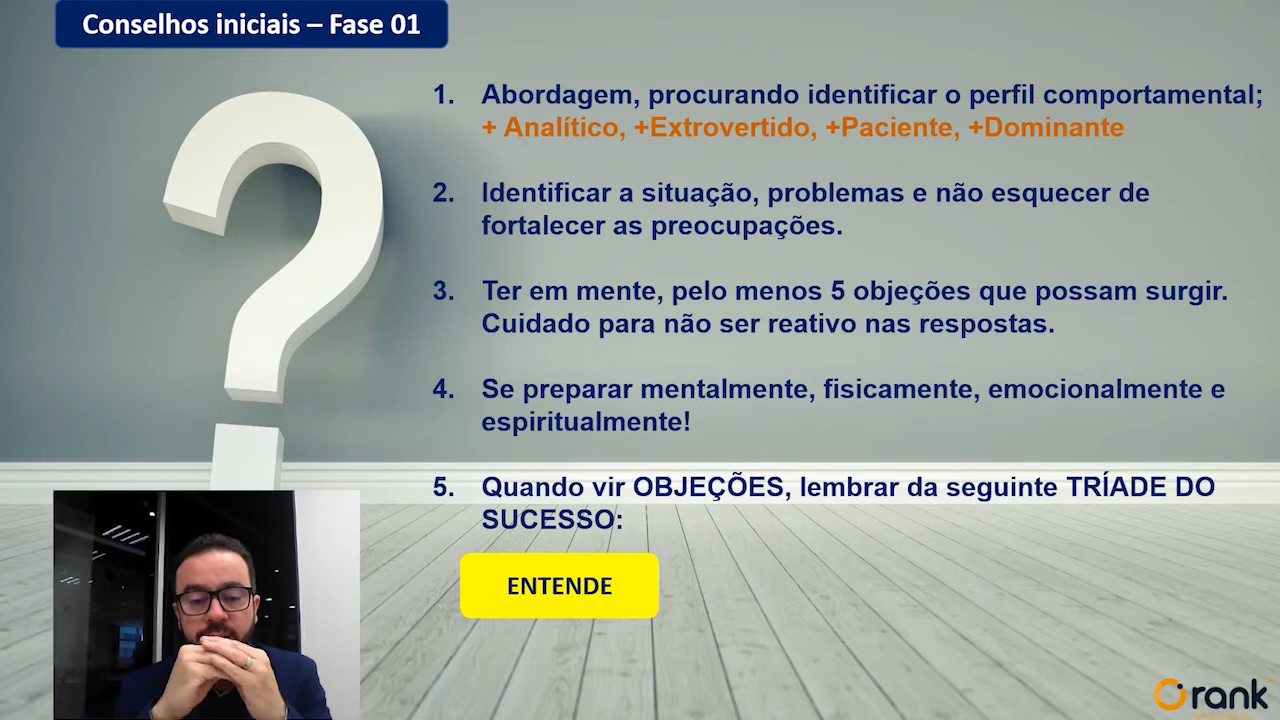 Conselhos iniciais – Fase 01
1. Abordagem, procurando identificar o perfil comportamental;
+ Analítico, +Extrovertido, +Paciente, +Dominante
2. Identificar a situação, problemas e não esquecer de
fortalecer as preocupações.
3. Ter em mente, pelo menos 5 objeções que possam surgir.
Cuidado para não ser reativo nas respostas.
4. Se preparar mentalmente, fisicamente, emocionalmente e
espiritualmente!
5. Quando vir OBJEÇÕES, lembrar da seguinte TRÍADE DO
SUCESSO:
ENTENDE
rank